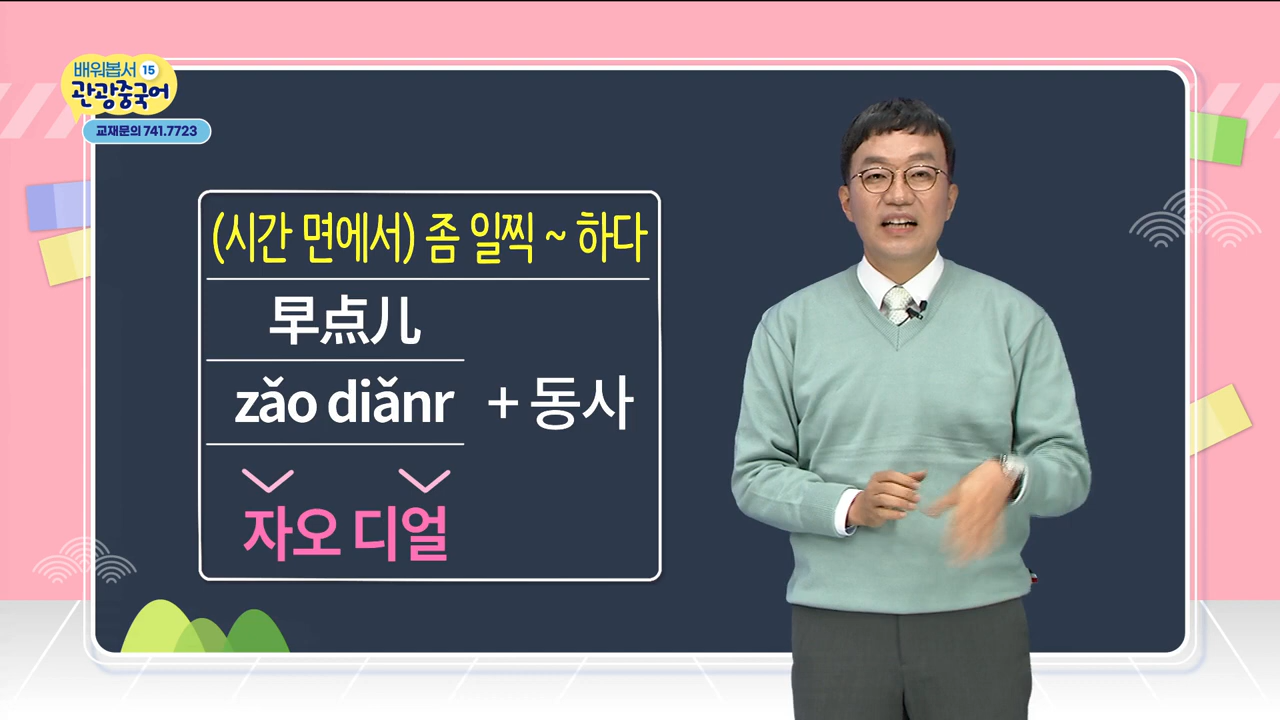 배워봅서 15
관광중국어
교재문의 741.7723
(시간 면에서) 좀 일찍 ~ 하다
早点儿
zǎo diǎnr + 동사
자오 디얼